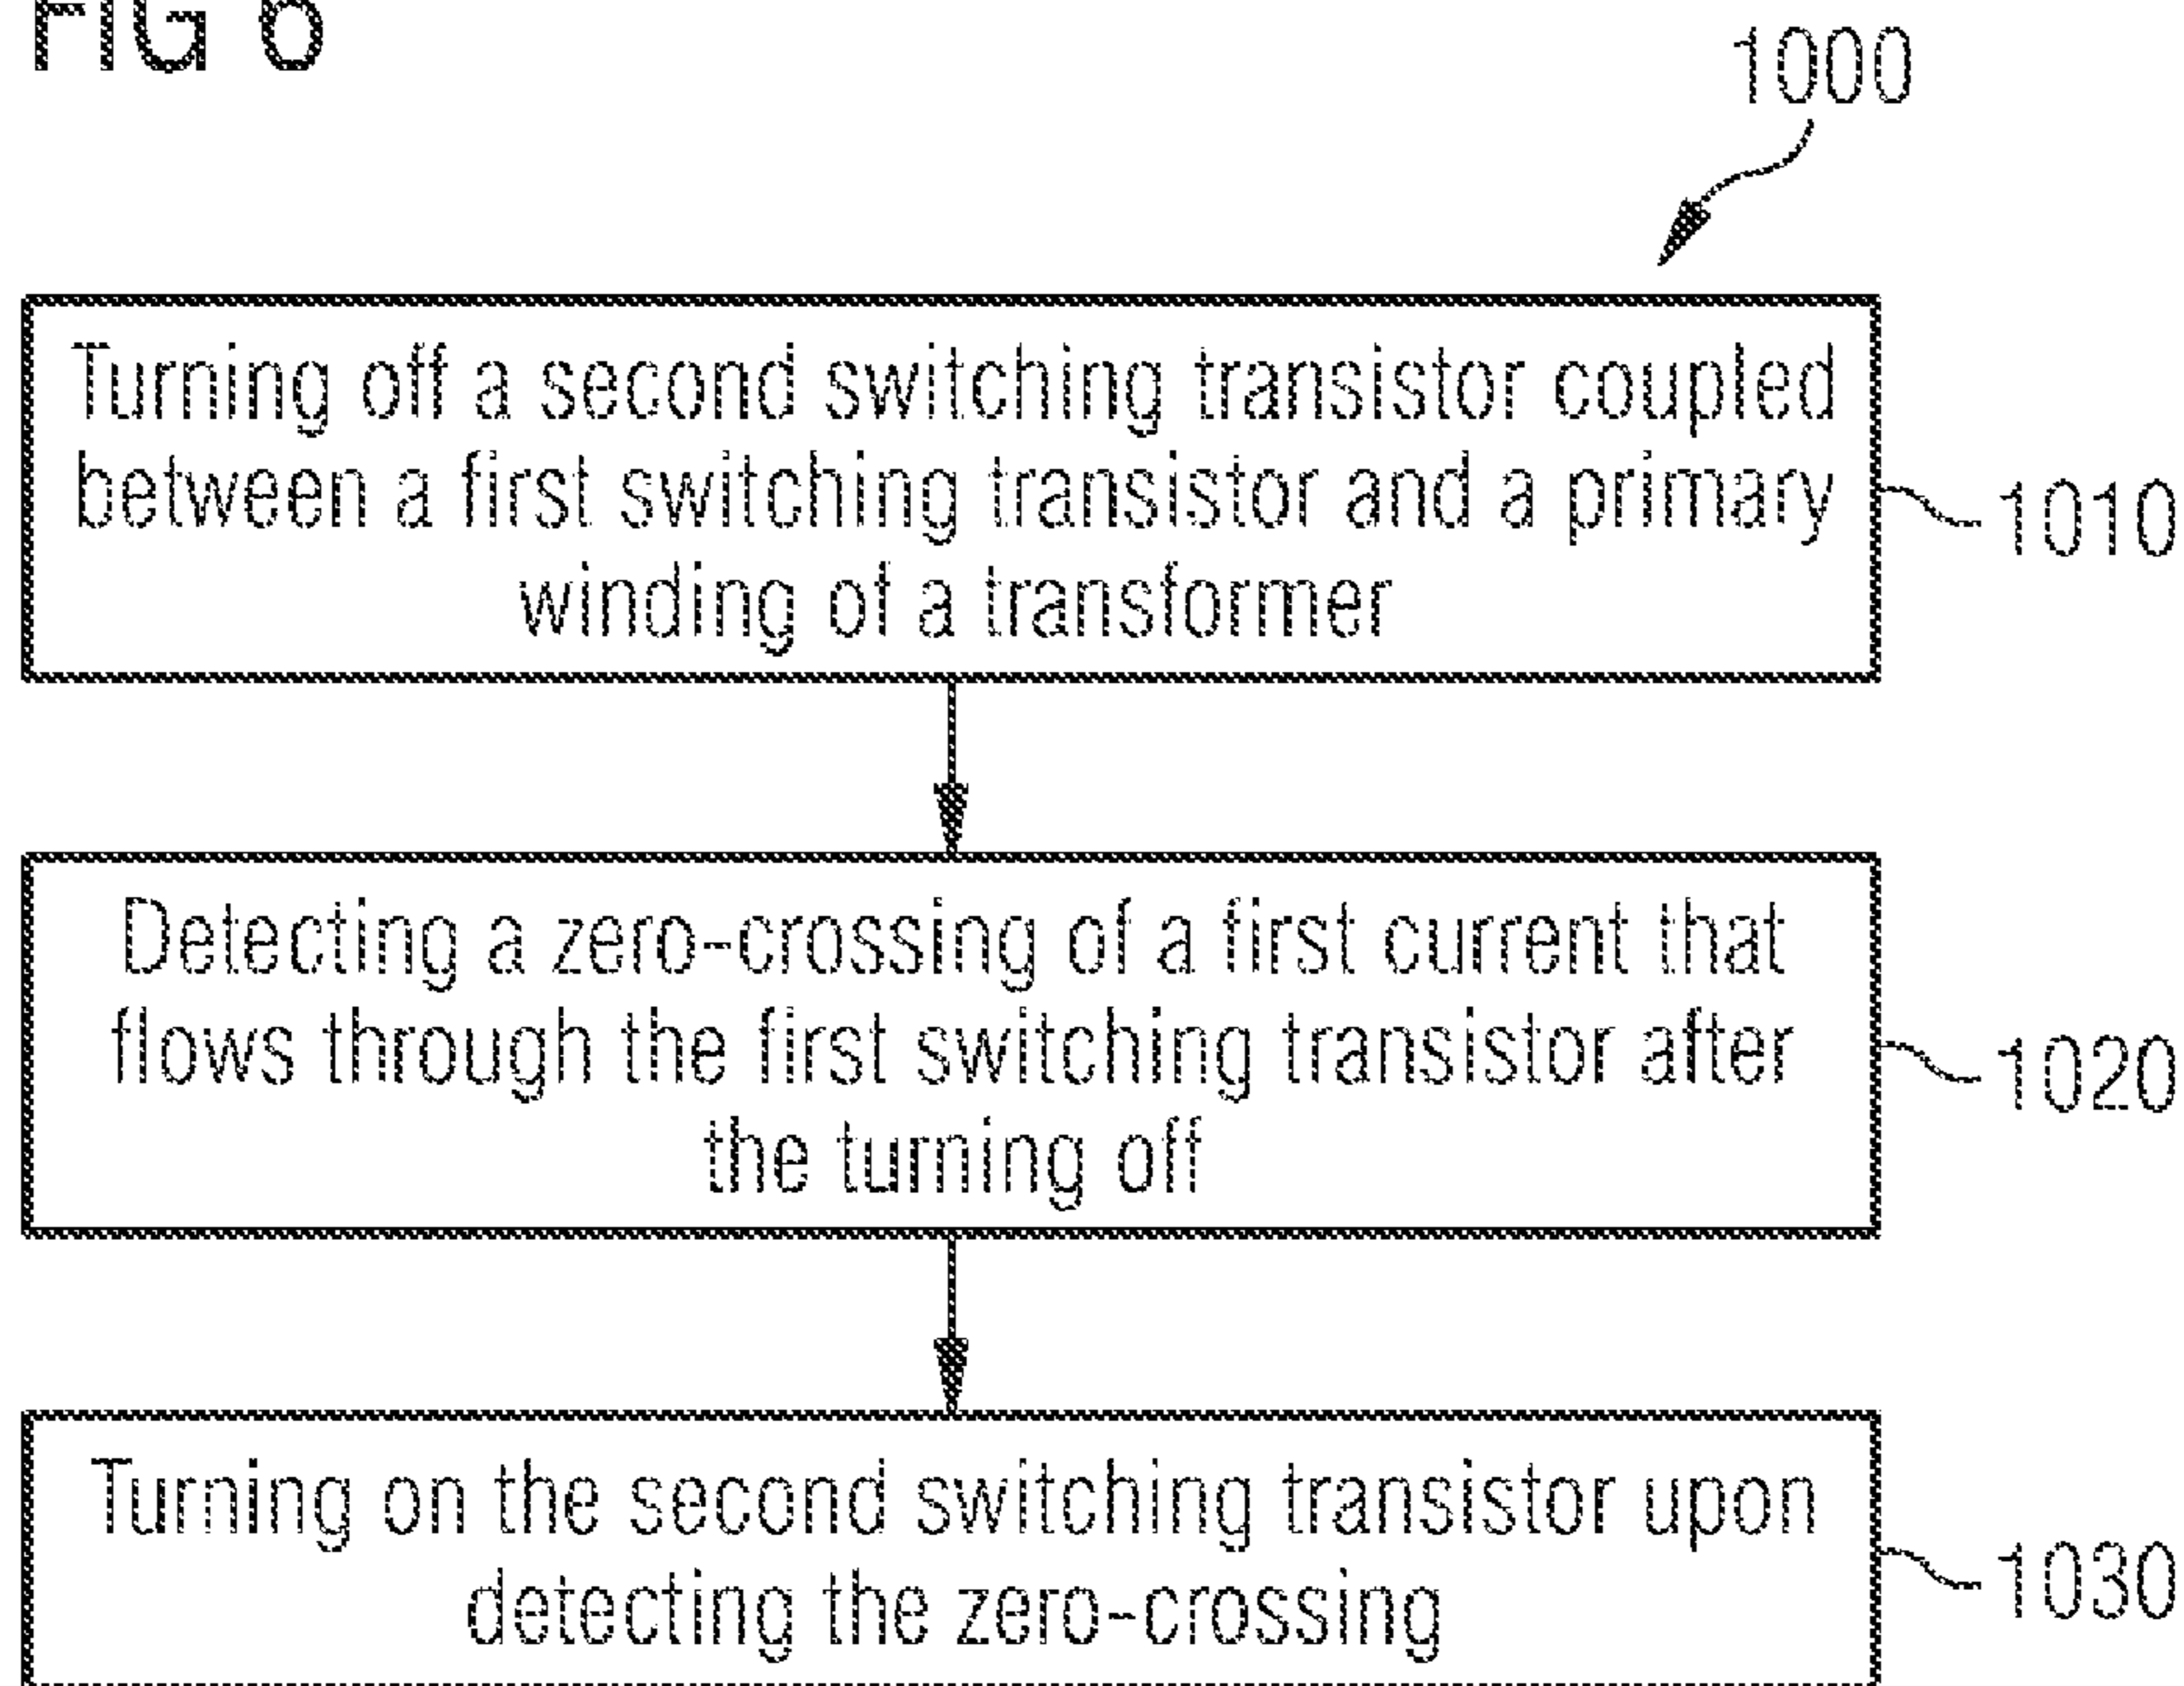 FIG 6
1000
Turning off a second switching transistor coupled
between a first switching transistor and a primary
winding of a transformer
1010
Detecting a zero-crossing of a first current that
flows through the first switching transistor after
the turning off
1020
Turning on the second switching transistor upon
detecting the zero-crossing
1030